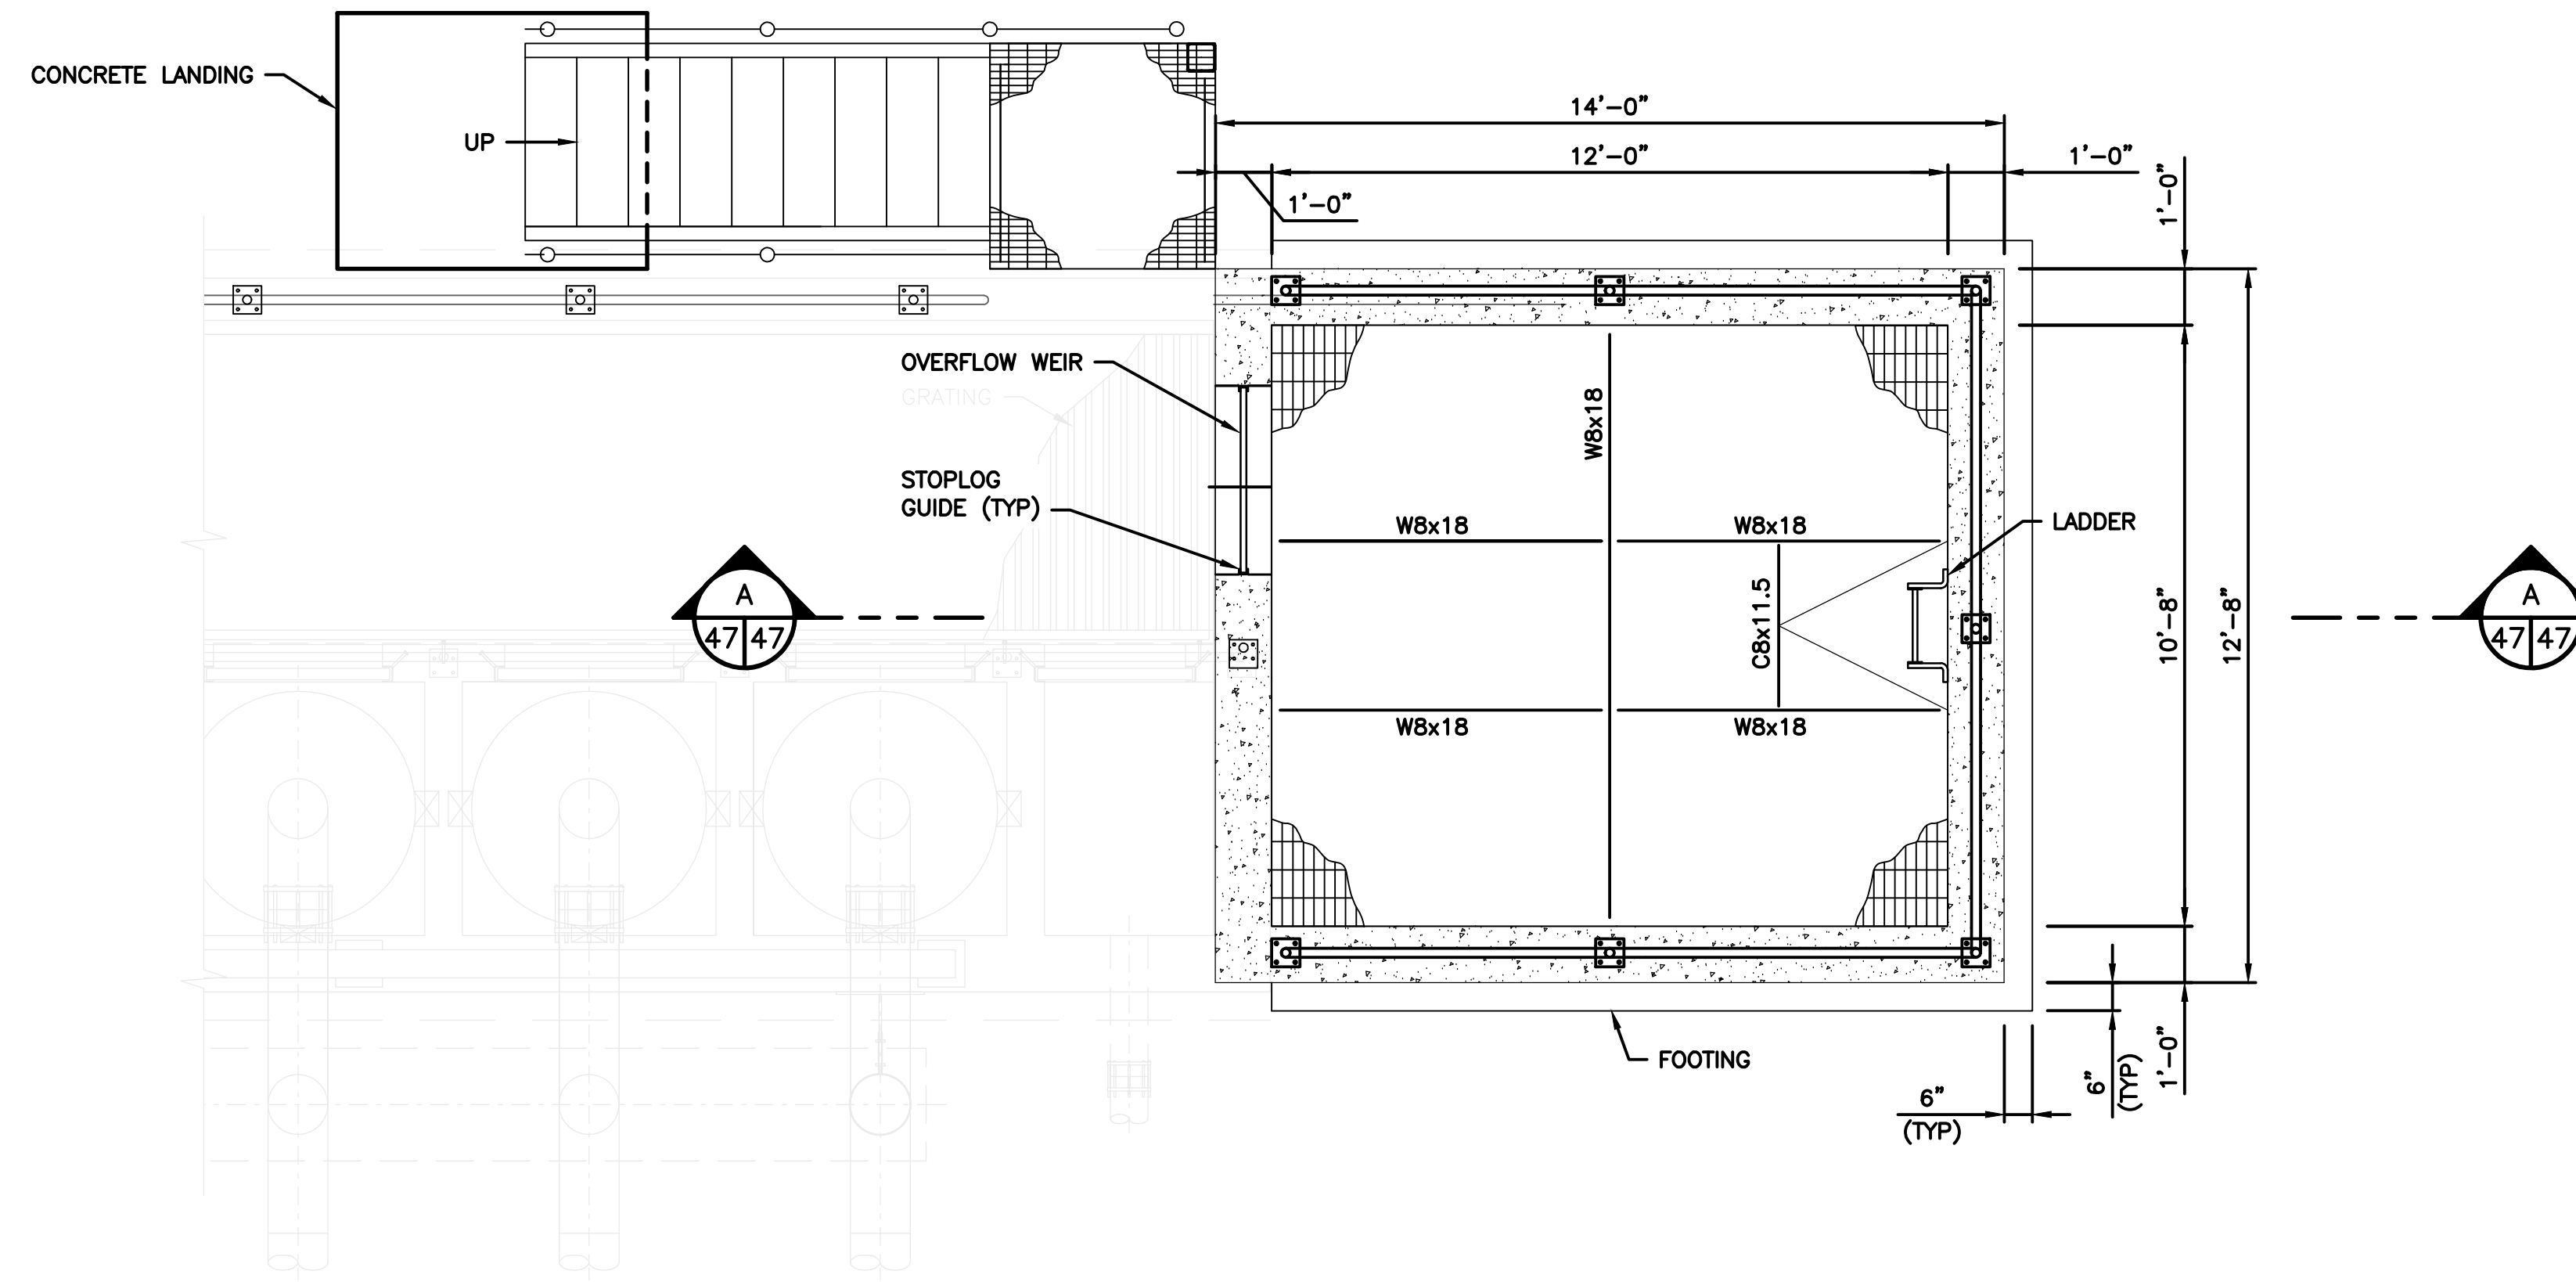 CONCRETE LANDING
UP
14'-0"
12'-0"
1'-0"
1'-0"
1'-0"
OVERFLOW WEIR
GRATING
STOPLOG
GUIDE (TYP)
W8x18
W8x18
W8x18
LADDER
C8x11.5
W8x18
W8x18
10'-8"
12'-8"
A
47 47
A
47 47
FOOTING
6"
(TYP)
6"
(TYP)
1'-0"